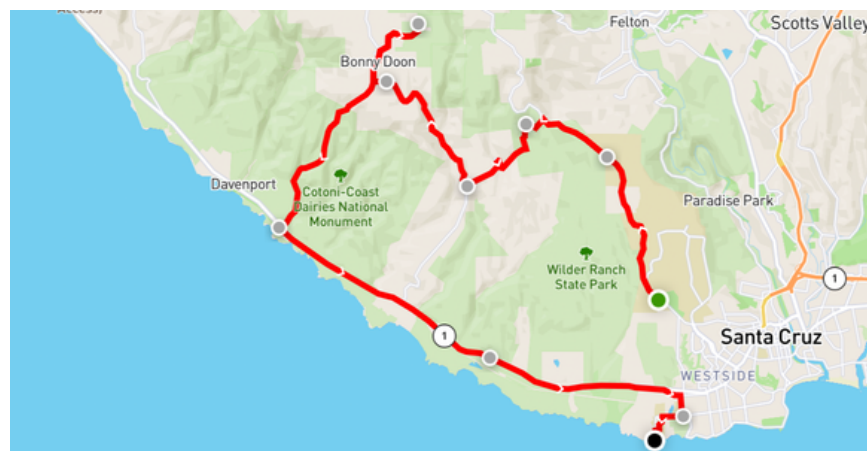 Access,
Felton
Scotts Valley
Bonny Doon
Davenport
Cotoni-Coast
Dairies National
Monument
Paradise Park
Wilder Ranch
State Park
1
1
Santa Cruz
WESTSIDE